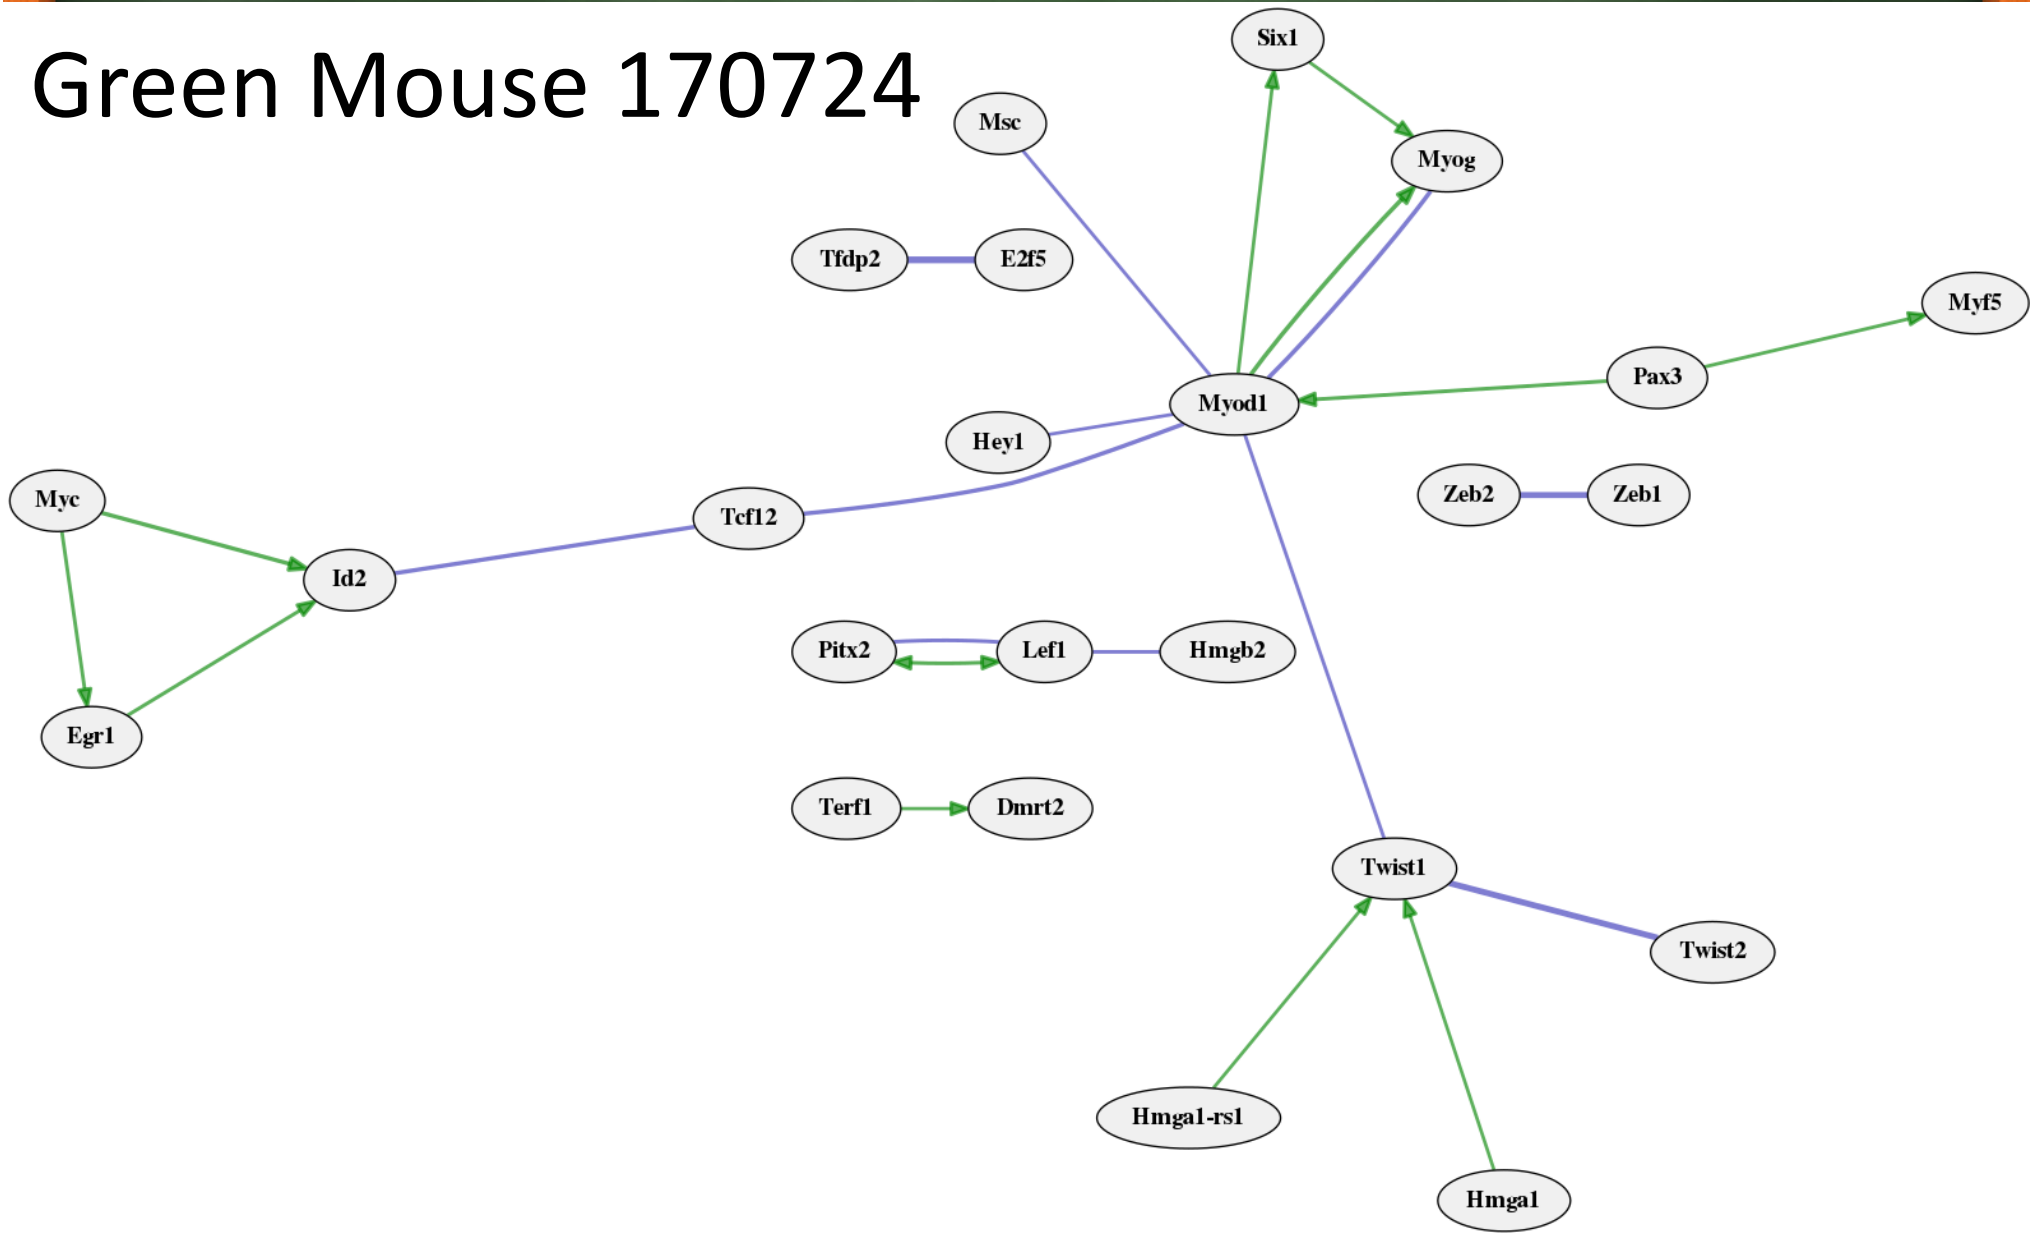 Green Mouse 170724
Six1
Msc
Myog
Tfdp2
E2f5
Myf5
Pax3
Myod1
Hey1
Zeb2
Zeb1
Myc
Tcf12
Id2
Pitx2
Lef1
Hmgb2
Egr1
Terf1
Dmrt2
Twist1
Twist2
Hmga1-rs1
Hmga1